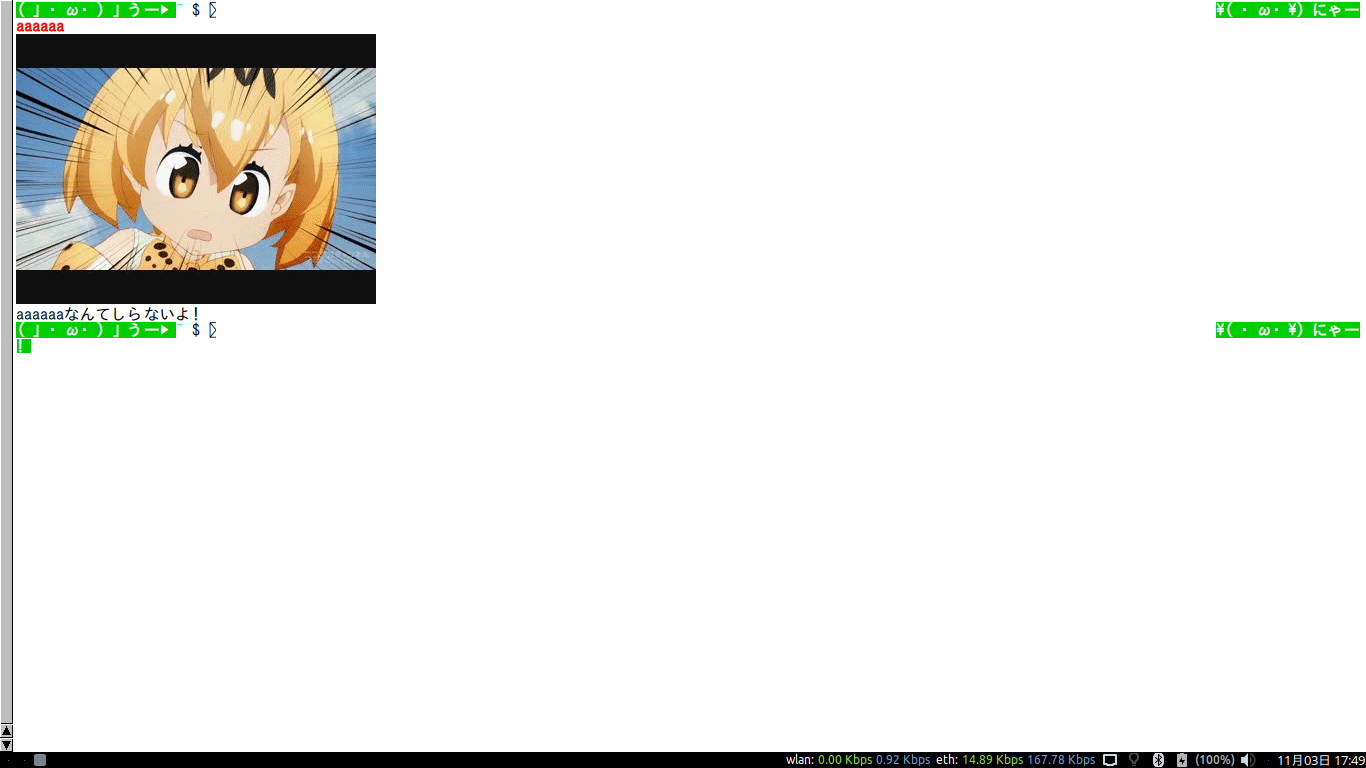 (」・ω・)」うー ~ $ \(・ω・\)にゃー
aaaaaa
aaaaaaなんてしらないよ!
(」・ω・)」うー ~ $ \(・ω・\)にゃー
!
wlan: 0.00 Kbps 0.92 Kbps eth: 14.89 Kbps 167.78 Kbps (100%) 11月03日 17:49